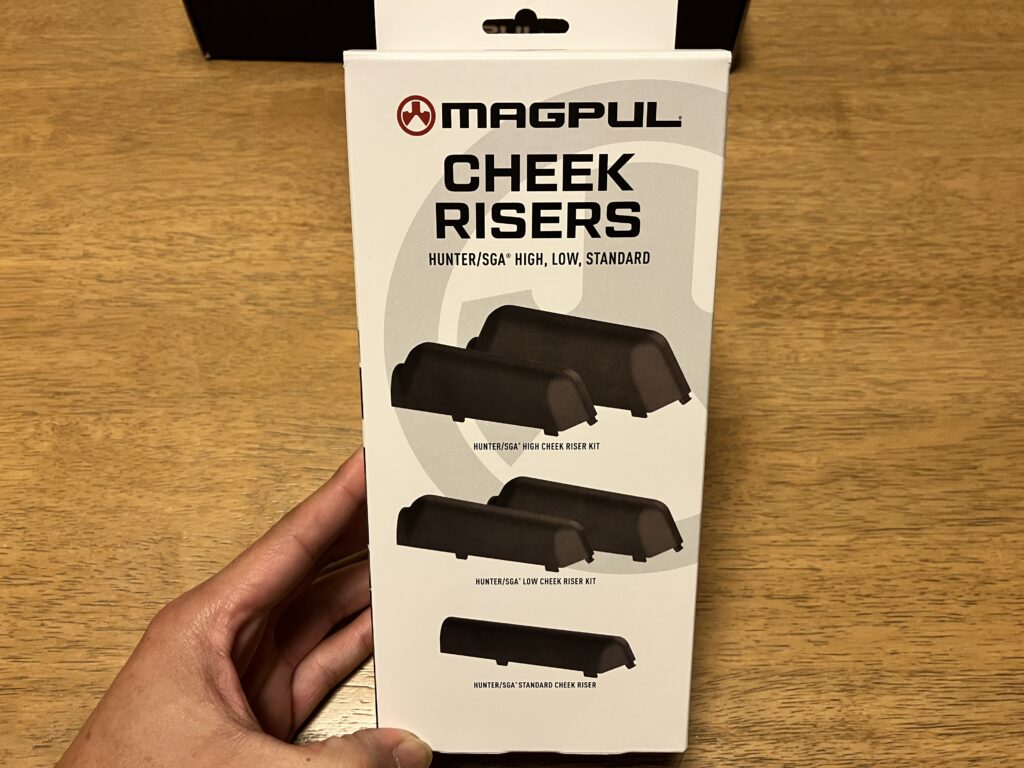 MAGPUL
CHEEK
RISERS
HUNTER/SGA® HIGH, LOW, STANDARD
HUNTER/SGA® HIGH CHEEK RISER KIT
HUNTER/SGA® LOW CHEEK RISER KIT
HUNTER/SGA® STANDARD CHEEK RISER